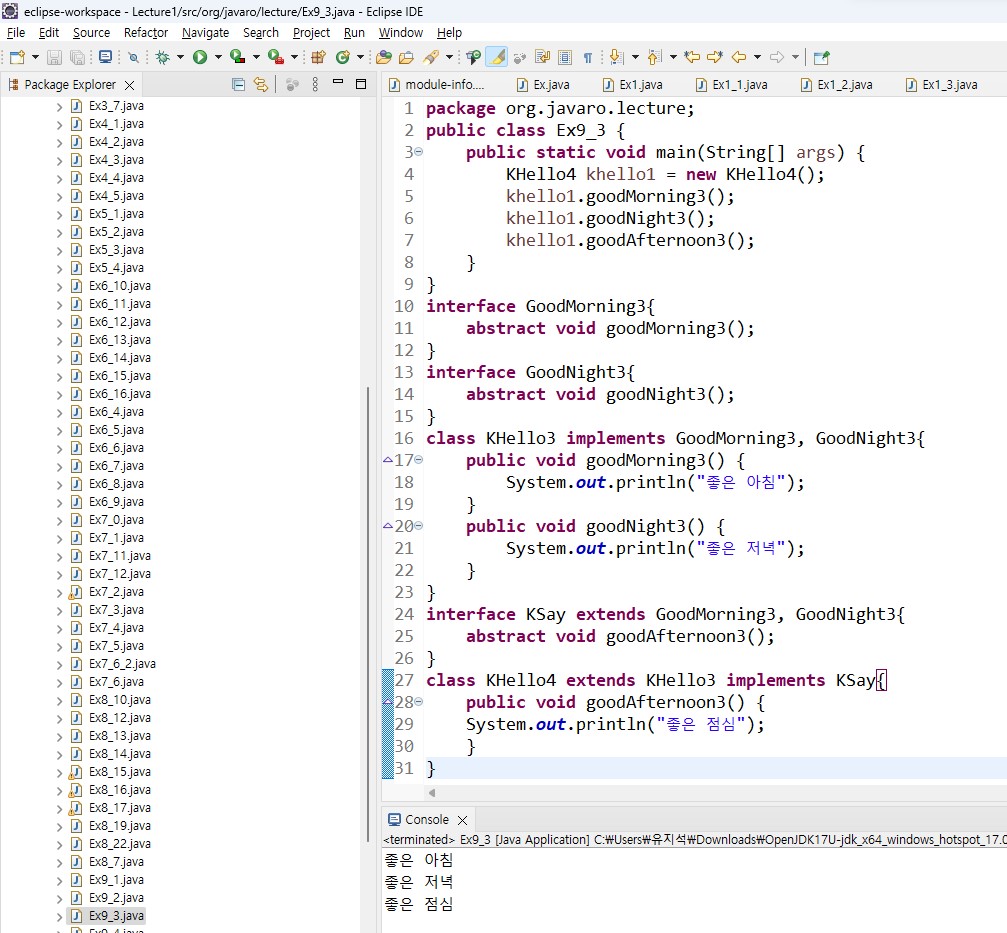 eclipse-workspace - Lecture1/src/org/javaro/lecture/Ex9_3.java - Eclipse IDE
File Edit Source Refactor Navigate Search Project Run Window Help
Package Explorer
Ex3_7.java
Ex4_1.java
Ex4_2.java
Ex4_3.java
Ex4_4.java
Ex4_5.java
Ex5_1.java
Ex5_2.java
Ex5_3.java
Ex5_4.java
Ex6_10.java
Ex6_11.java
Ex6_12.java
Ex6_13.java
Ex6_14.java
Ex6_15.java
Ex6_16.java
Ex6_4.java
Ex6_5.java
Ex6_6.java
Ex6_7.java
Ex6_8.java
Ex6_9.java
Ex7_0.java
Ex7_1.java
Ex7_11.java
Ex7_12.java
Ex7_2.java
Ex7_3.java
Ex7_4.java
Ex7_5.java
Ex7_6_2.java
Ex7_6.java
Ex8_10.java
Ex8_12.java
Ex8_13.java
Ex8_14.java
Ex8_15.java
Ex8_16.java
Ex8_17.java
Ex8_19.java
Ex8_22.java
Ex8_7.java
Ex9_1.java
Ex9_2.java
Ex9_3.java
Ex9_4.java
module-info.... Ex.java Ex1.java Ex1_1.java Ex1_2.java Ex1_3.java
1 package org.javaro.lecture;
2 public class Ex9_3 {
3 public static void main(String[] args) {
4 KHello4 khello1 = new KHello4();
5 khello1.goodMorning3();
6 khello1.goodNight3();
7 khello1.goodAfternoon3();
8 }
9 }
10 interface GoodMorning3{
11 abstract void goodMorning3();
12 }
13 interface GoodNight3{
14 abstract void goodNight3();
15 }
16 class KHello3 implements GoodMorning3, GoodNight3{
17 public void goodMorning3() {
18 System.out.println("좋은 아침");
19 }
20 public void goodNight3() {
21 System.out.println("좋은 저녁");
22 }
23 }
24 interface KSay extends GoodMorning3, GoodNight3{
25 abstract void goodAfternoon3();
26 }
27 class KHello4 extends KHello3 implements KSay{
28 public void goodAfternoon3() {
29 System.out.println("좋은 점심");
30 }
31 }
Console
<terminated> Ex9_3 [Java Application] C:₩Users₩유지석₩Downloads₩OpenJDK17U-jdk_x64_windows_hotspot_17.0
좋은 아침
좋은 저녁
좋은 점심